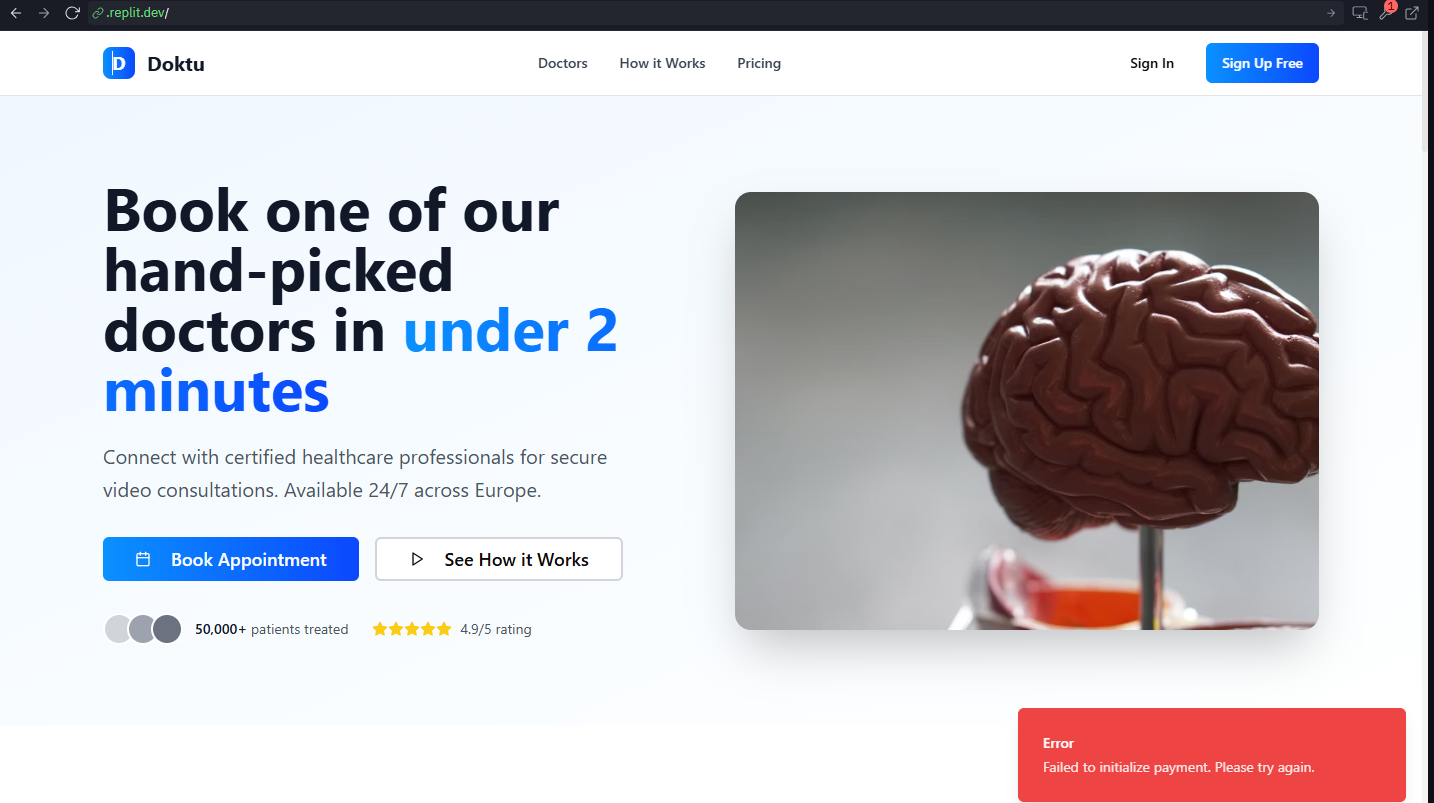 .replit.dev/
1
D
Doktu
Doctors
How it Works
Pricing
Sign In
Sign Up Free
Book one of our
hand-picked
doctors in under 2
minutes
Connect with certified healthcare professionals for secure
video consultations. Available 24/7 across Europe.
Book Appointment
See How it Works
50,000+ patients treated
4.9/5 rating
Error
Failed to initialize payment. Please try again.